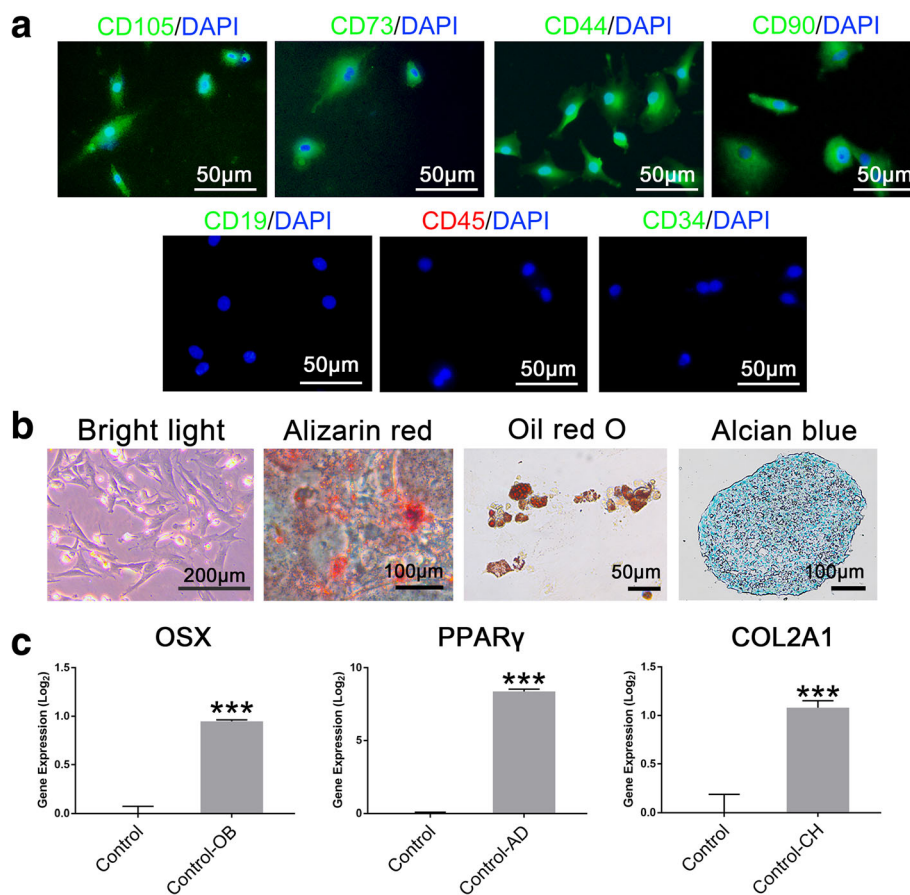 a
CD105/DAPI CD73/DAPI CD44/DAPI CD90/DAPI
50μm 50μm 50μm 50μm
CD19/DAPI CD45/DAPI CD34/DAPI
50μm 50μm 50μm
b
Bright light Alizarin red Oil red O Alcian blue
200μm 100μm 50μm 100μm
c
OSX PPARγ COL2A1
Gene Expression (Log2)
1.5
1.0
0.5
0.0
***
Control Control-OB
Gene Expression (Log2)
10
5
0
***
Control Control-AD
Gene Expression (Log2)
1.5
1.0
0.5
0.0
***
Control Control-CH